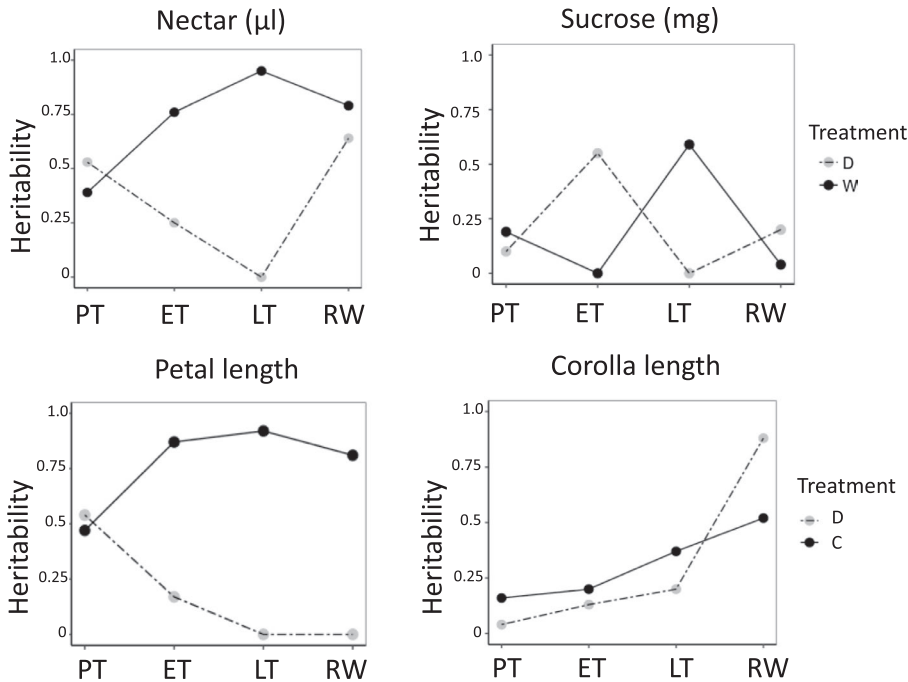 Nectar (µl)
Heritability
1.0
0.75
0.5
0.25
0
PT ET LT RW
Sucrose (mg)
Heritability
1.0
0.75
0.5
0.25
0
PT ET LT RW
Treatment
D
W
Petal length
Heritability
1.0
0.75
0.5
0.25
0
PT ET LT RW
Corolla length
Heritability
1.0
0.75
0.5
0.25
0
PT ET LT RW
Treatment
D
C